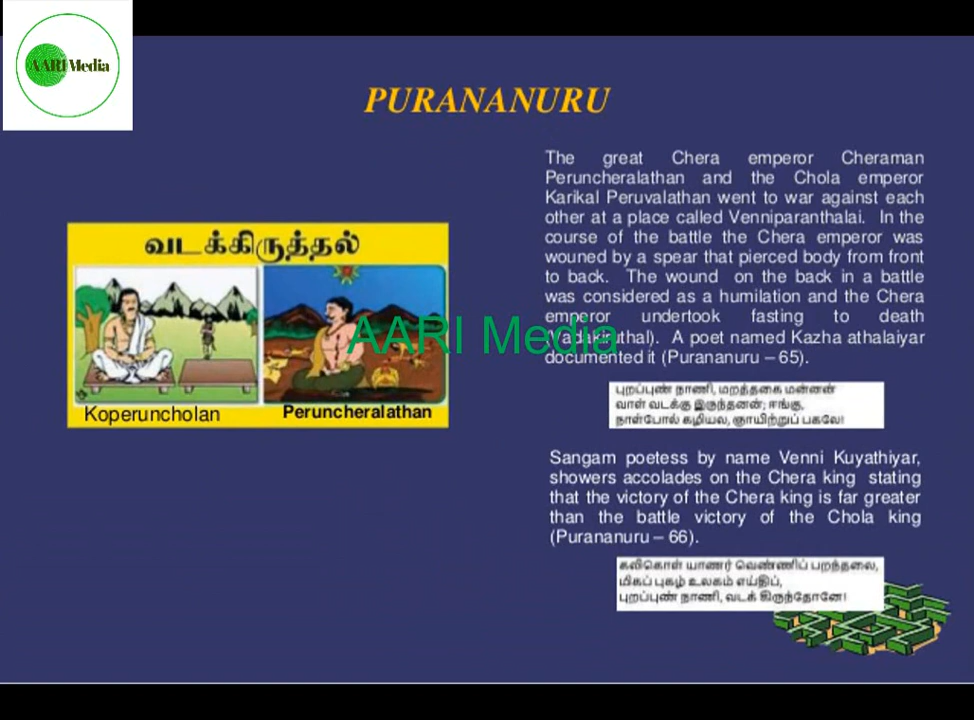 AARI Media
PURANANURU
The great Chera emperor Cheraman
Peruncheralathan and the Chola emperor
Karikal Peruvalathan went to war against each
other at a place called Venniparanthalai. In the
course of the battle the Chera emperor was
wouned by a spear that pierced body from front
to back. The wound on the back in a battle
was considered as a humilation and the Chera
emperor undertook fasting to death
(Vadakiruthal). A poet named Kazha athalaiyar
documented it (Purananuru – 65).
வடக்கிருத்தல்
Koperuncholan
Peruncheralathan
AARI Media
புறப்புண் நாணி, மறத்தகை மன்னன்
வாள் வடக்கு இருந்தனன்; ஈங்கு,
நாள்போல் கழியல, ஞாயிற்றுப் பகலே!
Sangam poetess by name Venni Kuyathiyar,
showers accolades on the Chera king stating
that the victory of the Chera king is far greater
than the battle victory of the Chola king
(Purananuru – 66).
கலிகொள் யாணர் வெண்ணிப் பறந்தலை,
மிகப் புகழ் உலகம் எய்திப்,
புறப்புண் நாணி, வடக் கிருந்தோனே!